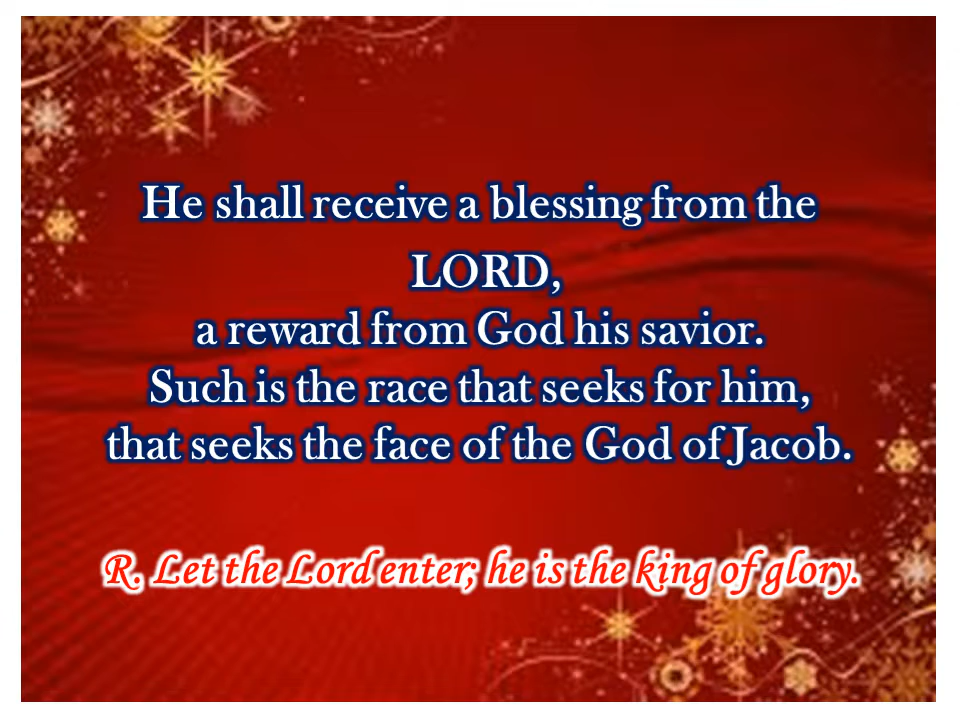 He shall receive a blessing from the
LORD,
a reward from God his savior.
Such is the race that seeks for him,
that seeks the face of the God of Jacob.
R. Let the Lord enter; he is the king of glory.